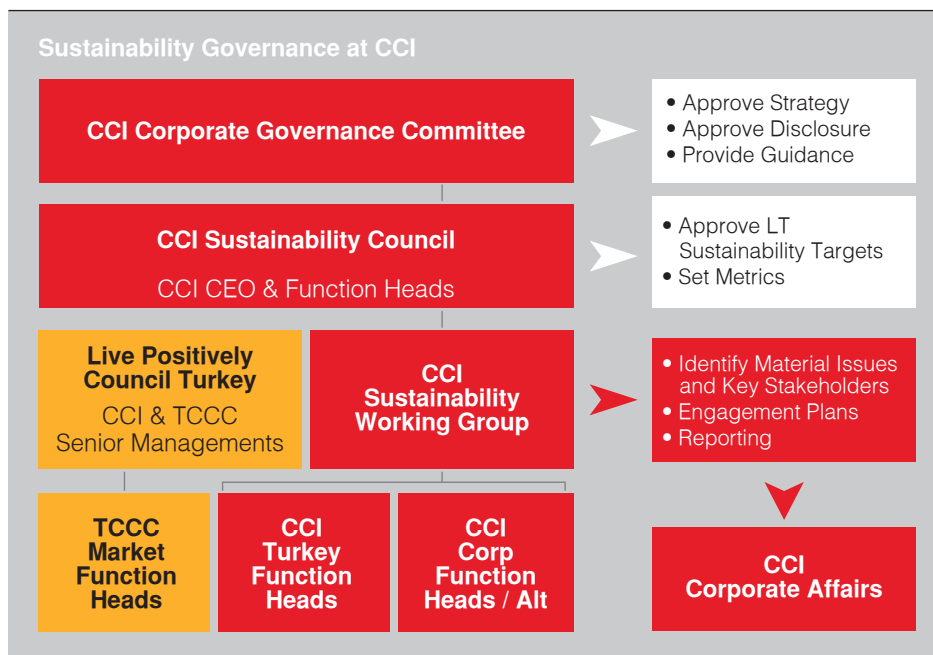 Sustainability Governance at CCI
CCI Corporate Governance Committee
• Approve Strategy
• Approve Disclosure
• Provide Guidance
CCI Sustainability Council
CCI CEO & Function Heads
• Approve LT
Sustainability Targets
• Set Metrics
Live Positively
Council Turkey
CCI & TCCC
Senior Managements
CCI
Sustainability
Working Group
• Identify Material Issues
and Key Stakeholders
• Engagement Plans
• Reporting
TCCC
Market
Function
Heads
CCI
Turkey
Function
Heads
CCI
Corp
Function
Heads / Alt
CCI
Corporate Affairs